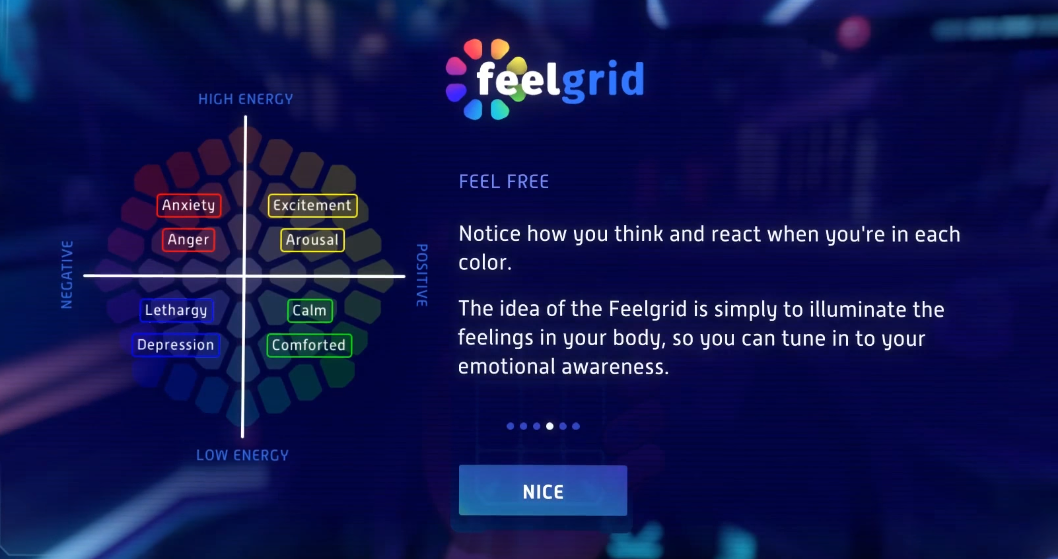 feelgrid
HIGH ENERGY
FEEL FREE
Anxiety
Excitement
Anger
Arousal
NEGATIVE
POSITIVE
Lethargy
Calm
Depression
Comforted
LOW ENERGY
Notice how you think and react when you're in each
color.
The idea of the Feelgrid is simply to illuminate the
feelings in your body, so you can tune in to your
emotional awareness.
NICE